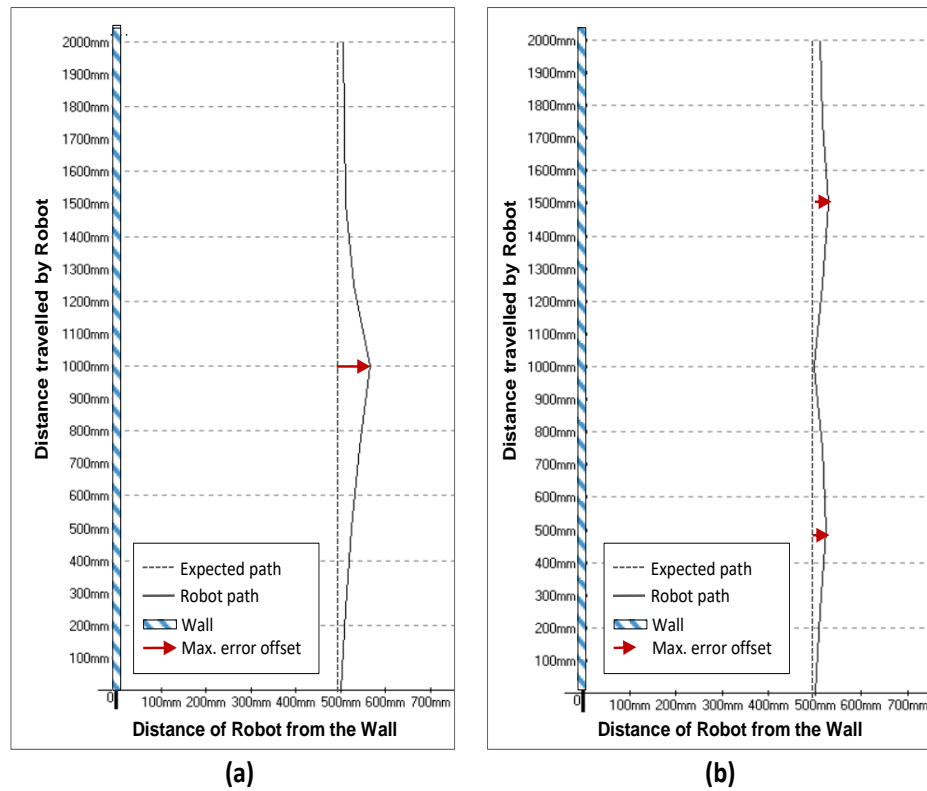 Distance travelled by Robot
2000mm
1900mm
1800mm
1700mm
1600mm
1500mm
1400mm
1300mm
1200mm
1100mm
1000mm
900mm
800mm
700mm
600mm
500mm
400mm
300mm
200mm
100mm
Expected path
Robot path
Wall
Max. error offset
0 100mm 200mm 300mm 400mm 500mm 600mm 700mm
Distance of Robot from the Wall
(a)
Distance travelled by Robot
2000mm
1900mm
1800mm
1700mm
1600mm
1500mm
1400mm
1300mm
1200mm
1100mm
1000mm
900mm
800mm
700mm
600mm
500mm
400mm
300mm
200mm
100mm
Expected path
Robot path
Wall
Max. error offset
0 100mm 200mm 300mm 400mm 500mm 600mm 700m
Distance of Robot from the Wall
(b)